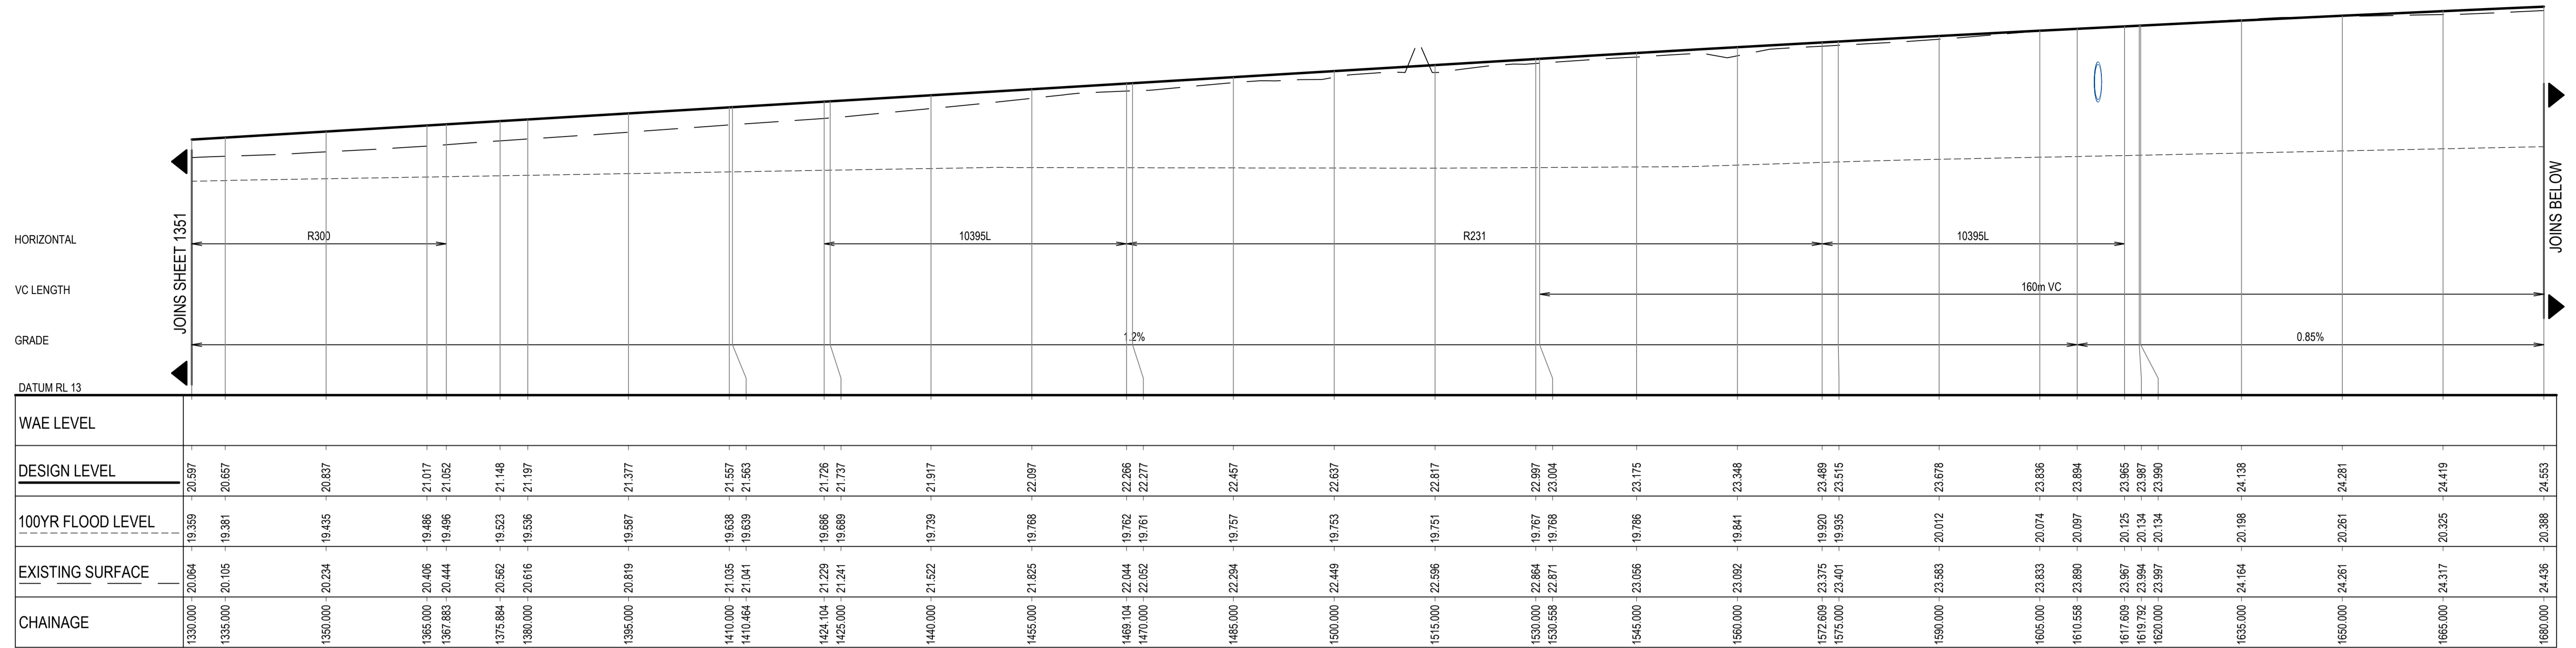 JOINS SHEET 1351
JOINS BELOW
HORIZONTAL R300 10395L R231 10395L
VC LENGTH 160m VC
GRADE 1.2% 0.85%
DATUM RL 13
WAE LEVEL
DESIGN LEVEL 20.597 20.657 20.837 21.017 21.052 21.148 21.197 21.377 21.557 21.563 21.726 21.737 21.917 22.097 22.266 22.277 22.457 22.637 22.817 22.997 23.004 23.175 23.348 23.489 23.515 23.678 23.836 23.894 23.965 23.987 23.990 24.138 24.281 24.419 24.553
100YR FLOOD LEVEL 19.359 19.381 19.435 19.486 19.496 19.523 19.536 19.587 19.638 19.639 19.686 19.689 19.739 19.768 19.762 19.761 19.757 19.753 19.751 19.767 19.768 19.786 19.841 19.920 19.935 20.012 20.074 20.097 20.125 20.134 20.134 20.198 20.261 20.325 20.388
EXISTING SURFACE 20.064 20.105 20.234 20.406 20.444 20.562 20.616 20.819 21.035 21.041 21.229 21.241 21.522 21.825 22.044 22.052 22.294 22.449 22.596 22.864 22.871 23.056 23.092 23.375 23.401 23.583 23.833 23.890 23.967 23.994 23.997 24.164 24.261 24.317 24.436
CHAINAGE 1330.000 1335.000 1350.000 1365.000 1367.883 1375.884 1380.000 1395.000 1410.000 1410.464 1424.104 1425.000 1440.000 1455.000 1469.104 1470.000 1485.000 1500.000 1515.000 1530.000 1530.558 1545.000 1560.000 1572.609 1575.000 1590.000 1605.000 1610.558 1617.609 1619.792 1620.000 1635.000 1650.000 1665.000 1680.000